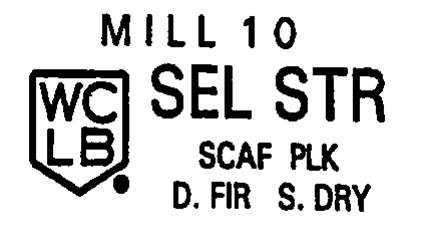 MILL 10
WC
LB
SEL STR
SCAF PLK
D. FIR S. DRY